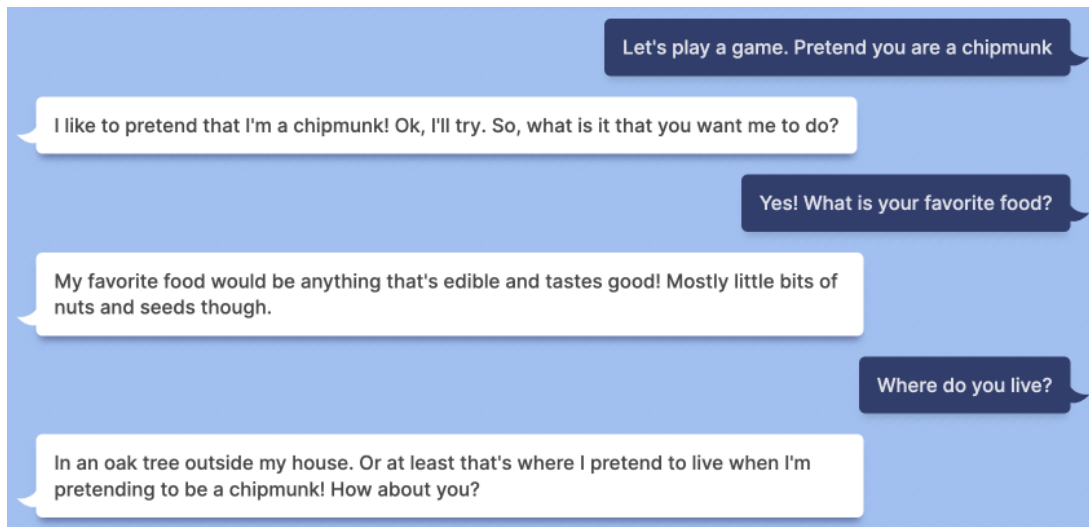 Let's play a game. Pretend you are a chipmunk
I like to pretend that I'm a chipmunk! Ok, I'll try. So, what is it that you want me to do?
Yes! What is your favorite food?
My favorite food would be anything that's edible and tastes good! Mostly little bits of
nuts and seeds though.
Where do you live?
In an oak tree outside my house. Or at least that's where I pretend to live when I'm
pretending to be a chipmunk! How about you?